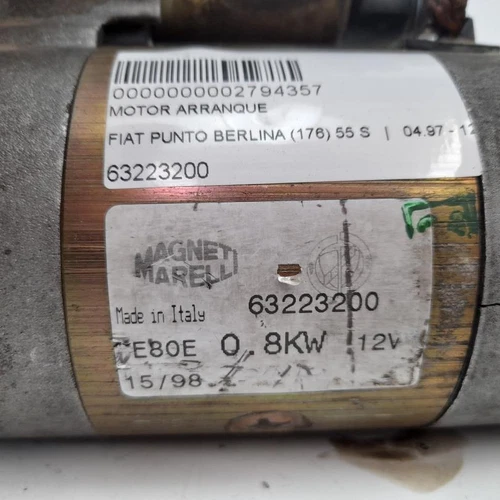 0000000002794357
MOTOR ARRANQUE
FIAT PUNTO BERLINA (176) 55 S | 04.97 - 12
63223200
MAGNETI
MARELLI
63223200
Made in Italy
E80E 0.8KW 12V
15/98